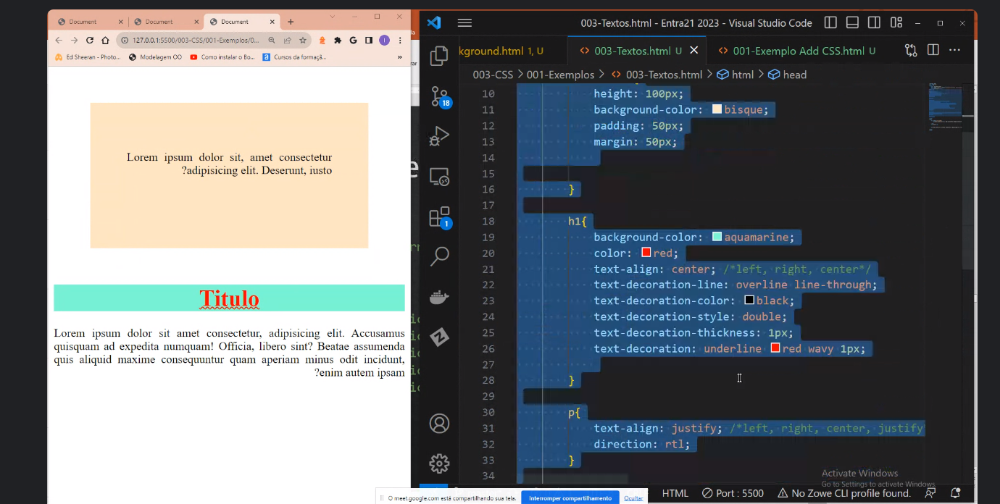 Document
Document
Document
127.0.0.1:5500/003-CSS/001-Exemplos/0...
Ed Sheeran - Photo...
Modelagem OO
Como instalar o Bo...
Cursos da formaçã...
»
Lorem ipsum dolor sit, amet consectetur
?adipisicing elit. Deserunt, iusto
Titulo
Lorem ipsum dolor sit amet consectetur, adipisicing elit. Accusamus
quisquam ad expedita numquam! Officia, libero sint? Beatae assumenda
quis aliquid maxime consequuntur quam aperiam minus odit incidunt,
?enim autem ipsam
003-Textos.html - Entra21 2023 - Visual Studio Code
kground.html 1, U
003-Textos.html U
001-Exemplo Add CSS.html U
003-CSS > 001-Exemplos > 003-Textos.html > html > head
18
1
10 height: 100px;
11 background-color: bisque;
12 padding: 50px;
13 margin: 50px;
14
15
16 }
17
18 h1{
19 background-color: aquamarine;
20 color: red;
21 text-align: center; /*left, right, center*/
22 text-decoration-line: overline line-through;
23 text-decoration-color: black;
24 text-decoration-style: double;
25 text-decoration-thickness: 1px;
26 text-decoration: underline red wavy 1px;
27
28 }
29
30 p{
31 text-align: justify; /*left, right, center, justify
32 direction: rtl;
33 }
34
Activate Windows
Go to Settings to activate Windows.
HTML Port : 5500 No Zowe CLI profile found.
O meet.google.com está compartilhando sua tela. Interromper compartilhamento Ocultar